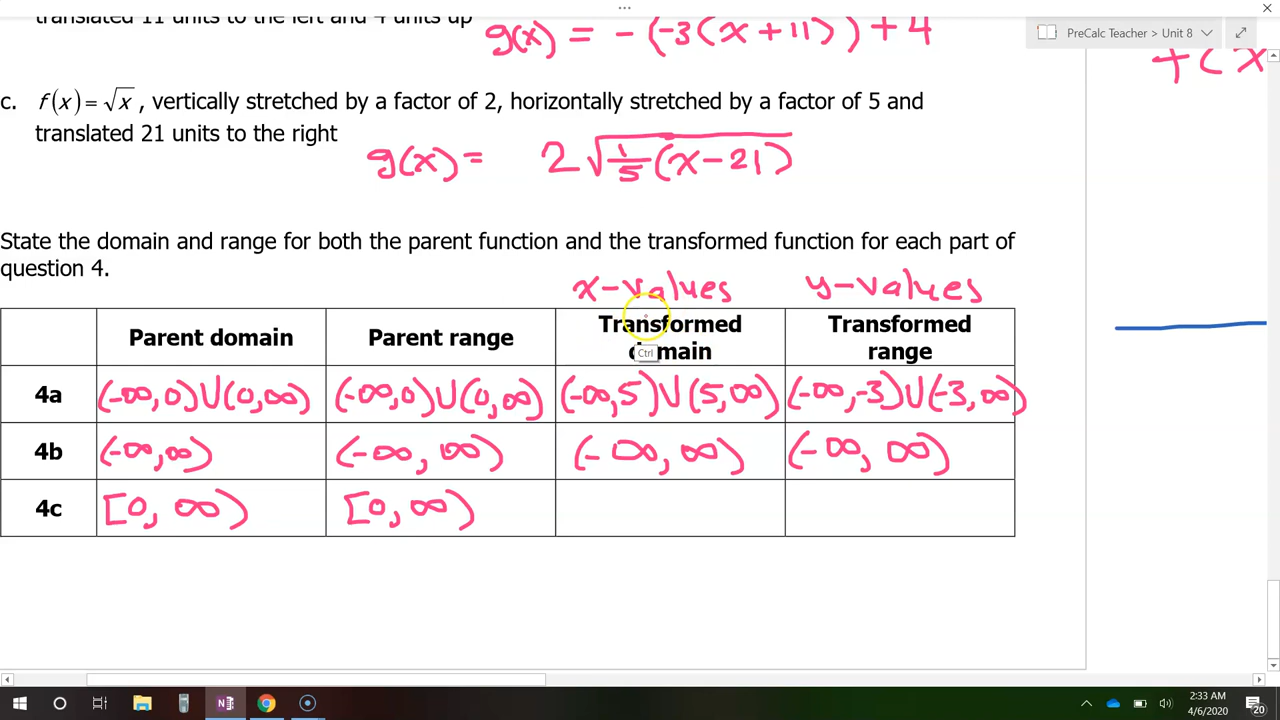 translated 11 units to the left and 4 units up
g(x) = -(-3(x+11))+4
PreCalc Teacher > Unit 8
+(x
c. f(x) = √x, vertically stretched by a factor of 2, horizontally stretched by a factor of 5 and
translated 21 units to the right
g(x) = 2√(1/5(x-21))
State the domain and range for both the parent function and the transformed function for each part of
question 4.
x-values y-values
Parent domain Parent range Transformed domain Transformed range
Ctrl
4a (-∞,0)∪(0,∞) (-∞,0)∪(0,∞) (-∞,5)∪(5,∞) (-∞,-3)∪(-3,∞)
4b (-∞,∞) (-∞,∞) (-∞,∞) (-∞,∞)
4c [0,∞) [0,∞)
2:33 AM
4/6/2020
20